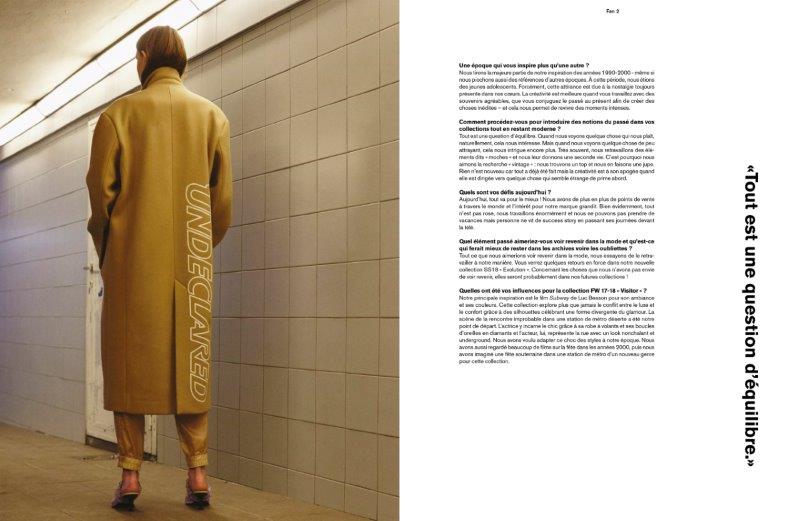 UNDECLARED
Fan 2
Une époque qui vous inspire plus qu'une autre ?
Nous tirons la majeure partie de notre inspiration des années 1990-2000 - même si
nous piochons aussi des références d'autres époques. À cette période, nous étions
des jeunes adolescents. Forcément, cette attirance est due à la nostalgie toujours
présente dans nos cœurs. La créativité est meilleure quand vous travaillez avec des
souvenirs agréables, que vous conjuguez le passé au présent afin de créer des
choses inédites – et cela nous permet de revivre des moments intenses.
Comment procédez-vous pour introduire des notions du passé dans vos
collections tout en restant moderne ?
Tout est une question d'équilibre. Quand nous voyons quelque chose qui nous plaît,
naturellement, cela nous intéresse. Mais quand nous voyons quelque chose de peu
attrayant, cela nous intrigue encore plus. Très souvent, nous retravaillons des élé-
ments dits « moches » et nous leur donnons une seconde vie. C'est pourquoi nous
aimons la recherche « vintage » : nous trouvons un top et nous en faisons une jupe.
Rien n'est nouveau car tout a déjà été fait mais la créativité est à son apogée quand
elle est dirigée vers quelque chose qui semble étrange de prime abord.
Quels sont vos défis aujourd'hui ?
Aujourd'hui, tout va pour le mieux ! Nous avons de plus en plus de points de vente
à travers le monde et l'intérêt pour notre marque grandit. Bien évidemment, tout
n'est pas rose, nous travaillons énormément et nous ne pouvons pas prendre de
vacances mais personne ne vit de success story en passant ses journées devant
la télé.
Quel élément passé aimeriez-vous voir revenir dans la mode et qu'est-ce
qui ferait mieux de rester dans les archives voire les oubliettes ?
Tout ce que nous aimerions voir revenir dans la mode, nous essayons de le retra-
vailler à notre manière. Vous verrez quelques retours en force dans notre nouvelle
collection SS18 « Evolution ». Concernant les choses que nous n'avons pas envie
de voir revenir, elles seront probablement dans nos futures collections !
Quelles ont été vos influences pour la collection FW 17-18 « Visitor » ?
Notre principale inspiration est le film Subway de Luc Besson pour son ambiance
et ses couleurs. Cette collection explore plus que jamais le conflit entre le luxe et
le confort grâce à des silhouettes célébrant une forme divergente du glamour. La
scène de la rencontre improbable dans une station de métro déserte a été notre
point de départ. L'actrice y incarne le chic grâce à sa robe à volants et ses boucles
d'oreilles en diamants et l'acteur, lui, représente la rue avec un look nonchalant et
underground. Nous avons voulu adapter ce choc des styles à notre époque. Nous
avons aussi regardé beaucoup de films sur la fête dans les années 2000, puis nous
avons imaginé une fête souterraine dans une station de métro d'un nouveau genre
pour cette collection.
«Tout est une question d'équilibre.»